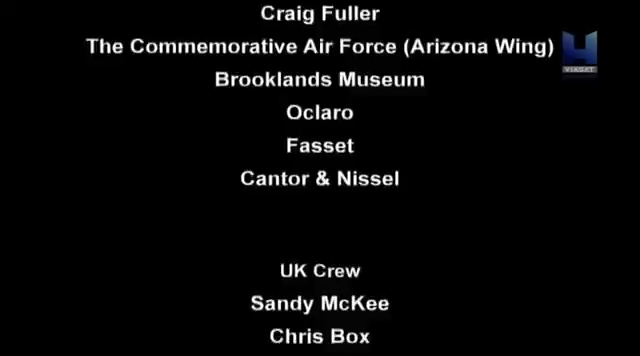 Craig Fuller
The Commemorative Air Force (Arizona Wing)
VIASAT
Brooklands Museum
Oclaro
Fasset
Cantor & Nissel
UK Crew
Sandy McKee
Chris Box